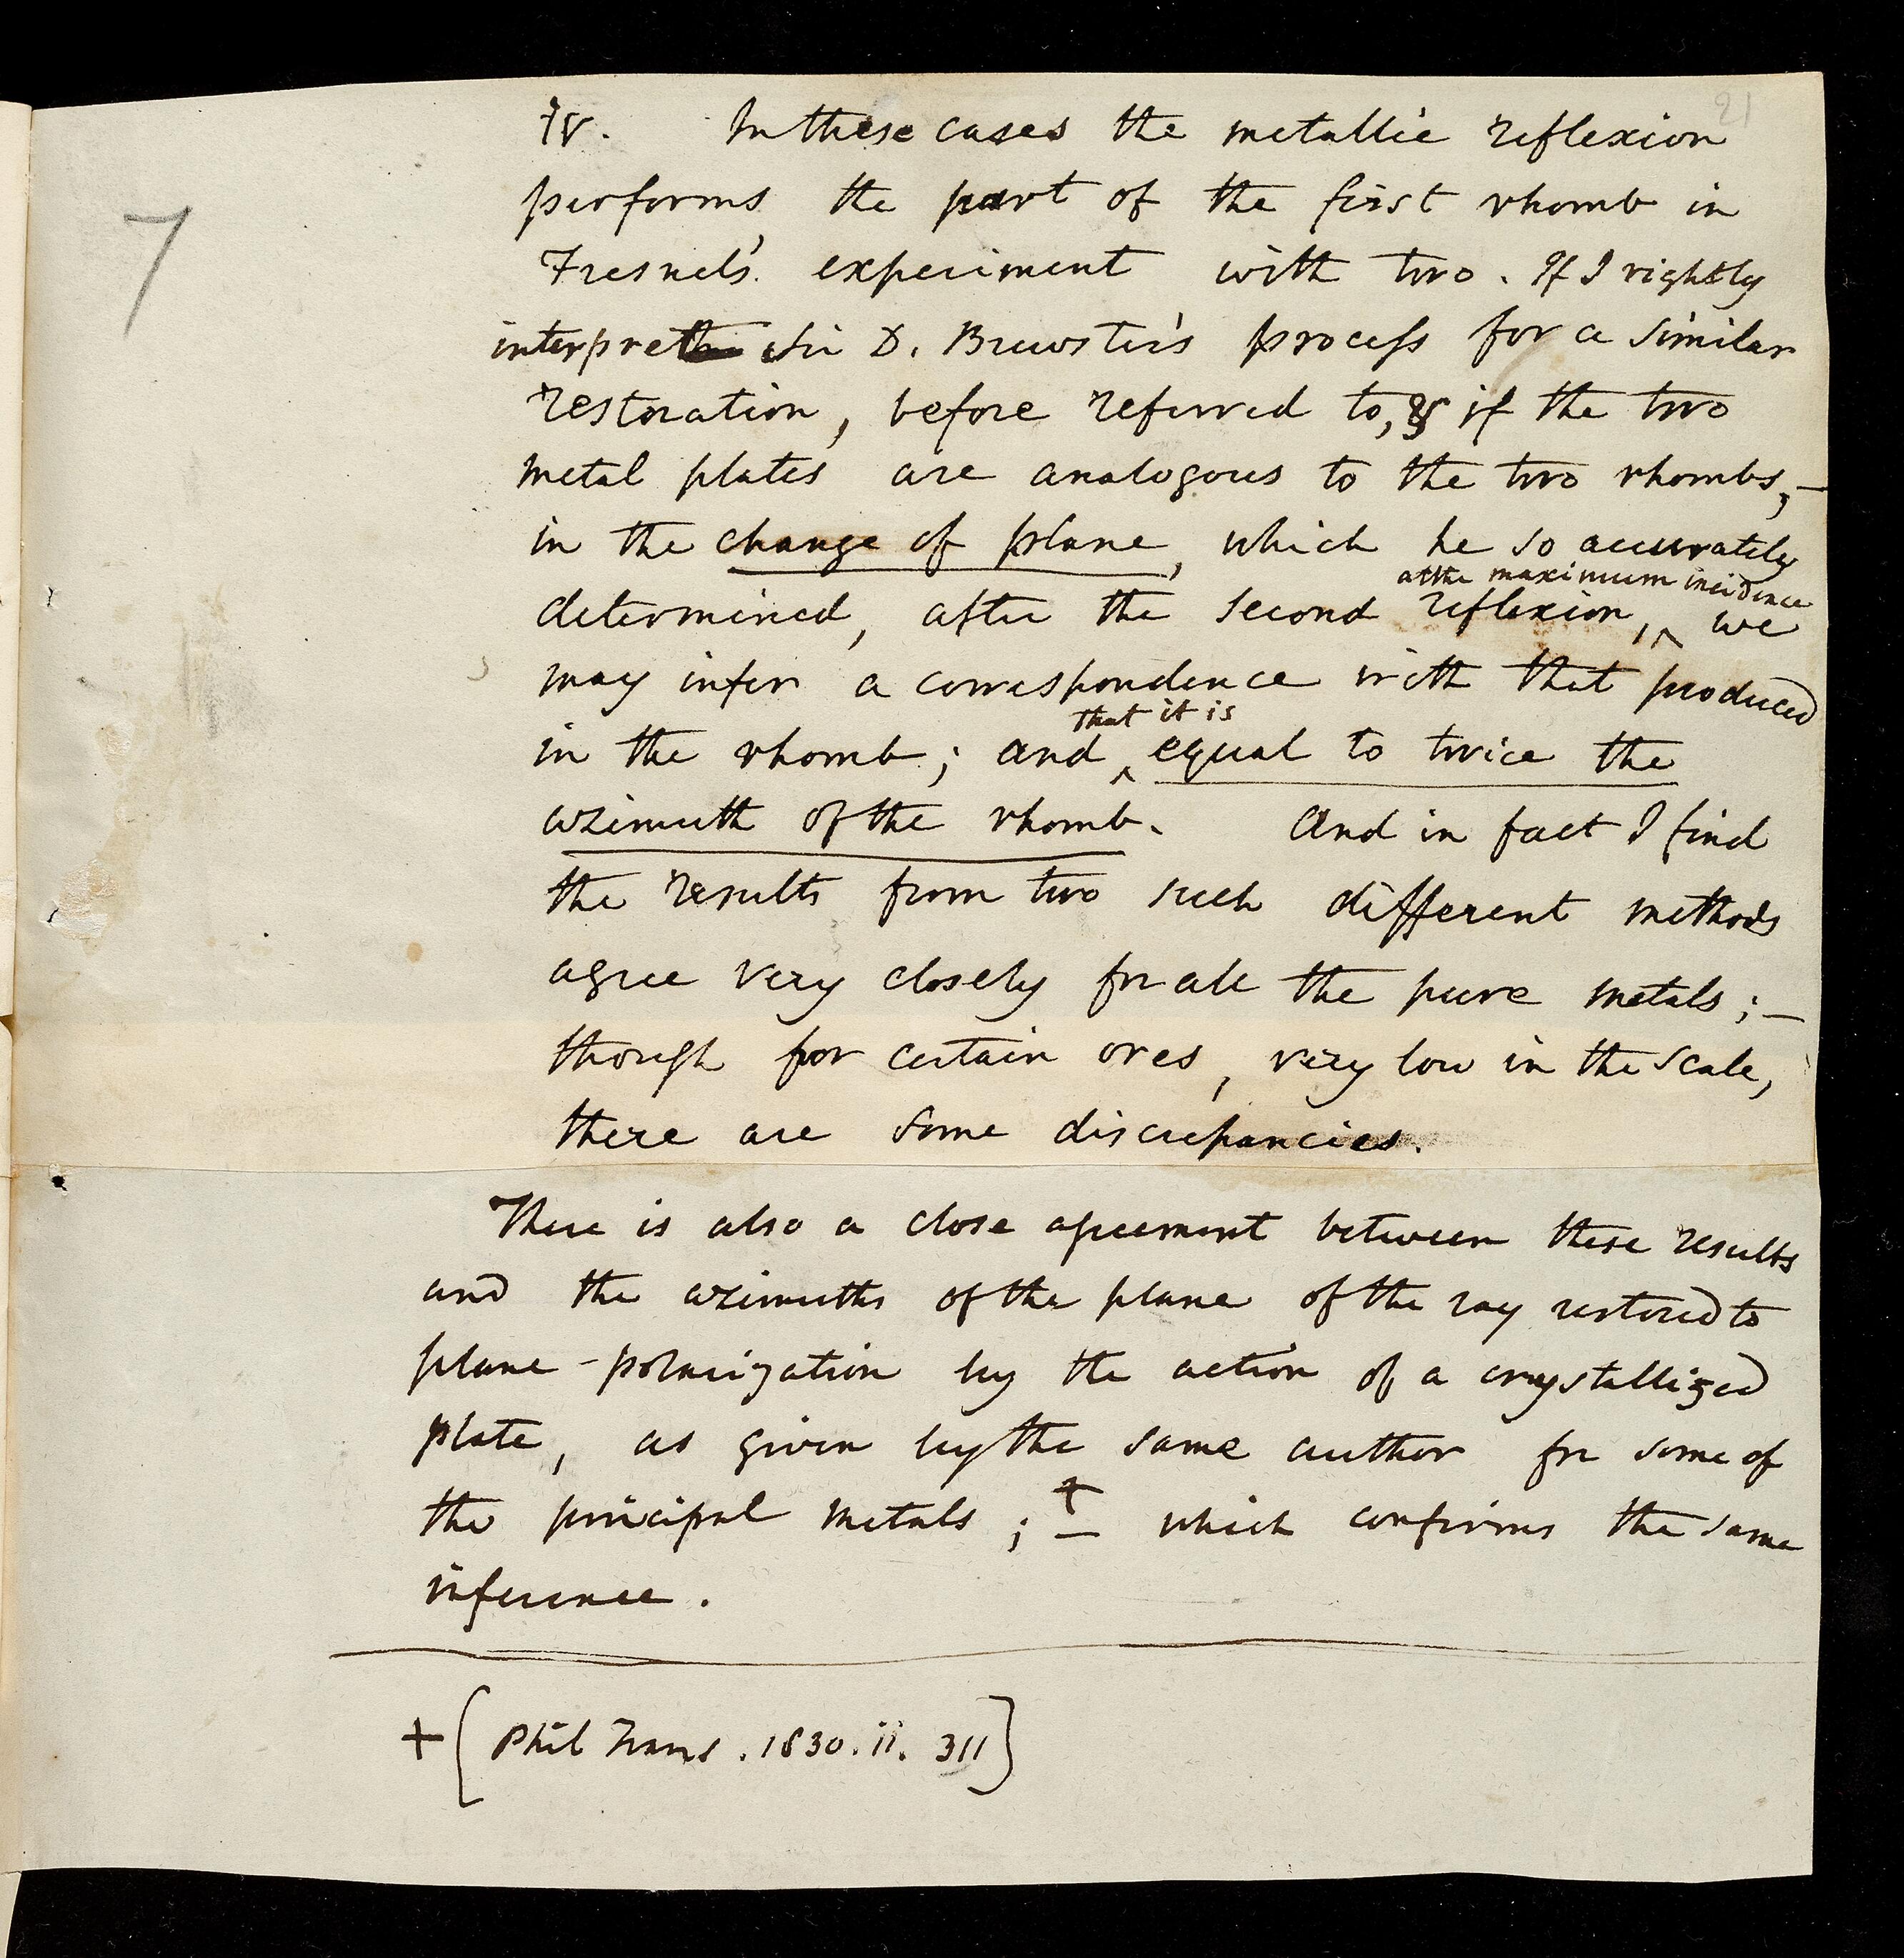 21
7
iv. In these cases the metallic reflexion
performs the part of the first rhomb in
Fresnel's experiment with two. If I rightly
interpret Sir D. Brewster's process for a similar
restoration, before referred to, & if the two
metal plates are analogous to the two rhombs,—
in the change of plane, which he so accurately
at the maximum incidence
determined, after the second reflexion, ^ we
may infer a correspondence with that produced
that it is
in the rhomb; and ^ equal to twice the
azimuth of the rhomb. And in fact I find
the results from two such different methods
agree very closely for all the pure metals;—
though for certain ores, very low in the scale,
there are some discrepancies.
There is also a close agreement between these results
and the azimuths of the plane of the ray restored to
plane-polarization by the action of a crystallized
plate, as given by the same author for some of
the principal metals; + — which confirms the same
inference.
+ [Phil Trans. 1830. ii. 311]